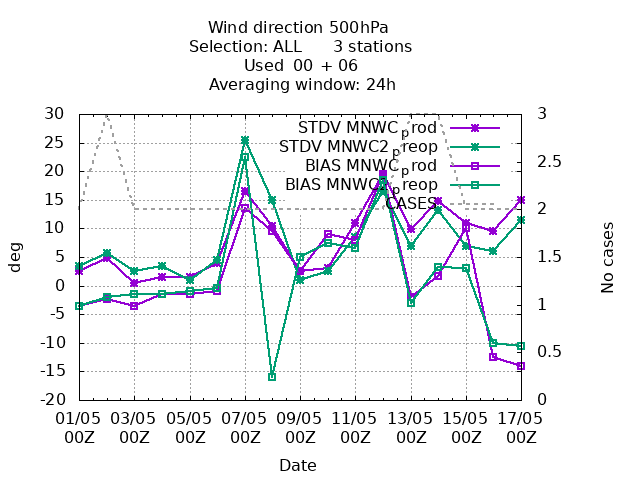 Wind direction 500hPa
Selection: ALL 3 stations
Used 00 + 06
Averaging window: 24h
30
25
20
15
10
5
0
-5
-10
-15
-20
deg
STDV MNWC_prod
STDV MNWC2_preop
BIAS MNWC_prod
BIAS MNWC2_preop
CASES
3
2.5
2
1.5
1
0.5
0
No cases
01/05 03/05 05/05 07/05 09/05 11/05 13/05 15/05 17/05
00Z 00Z 00Z 00Z 00Z 00Z 00Z 00Z 00Z
Date